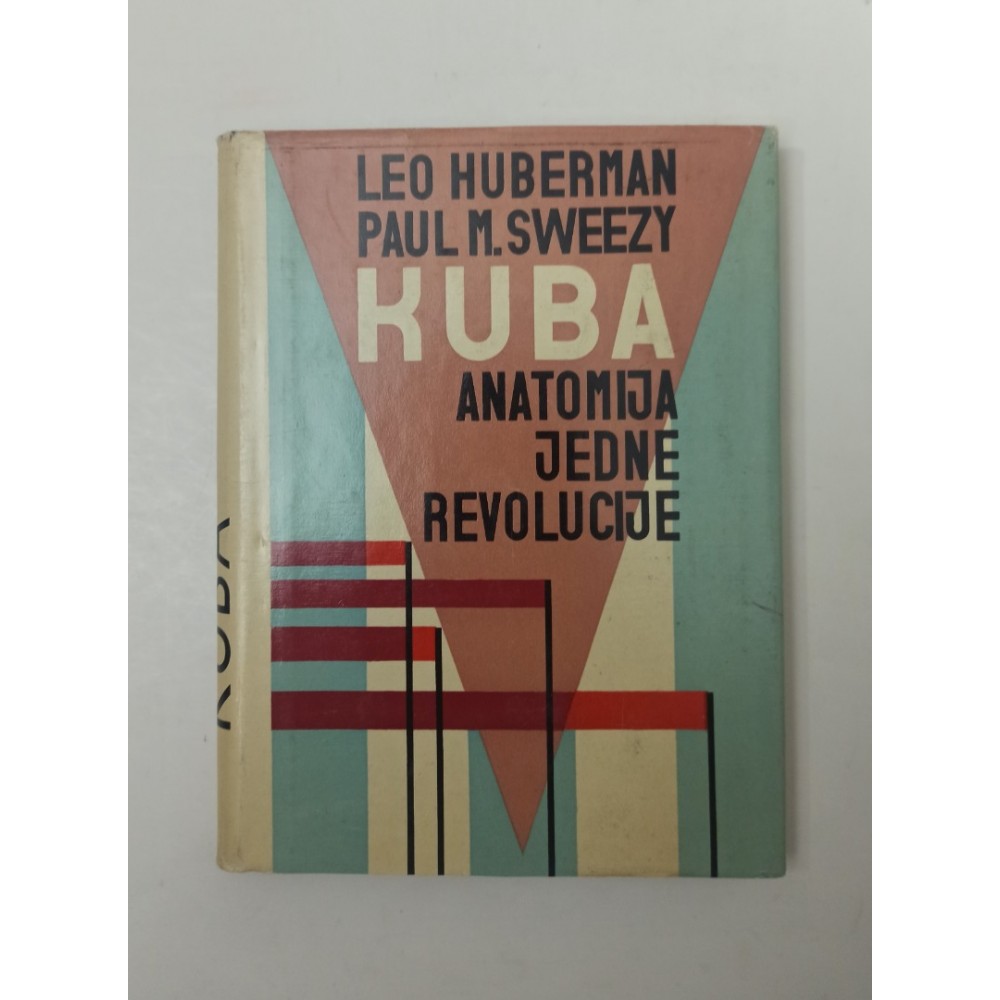 LEO HUBERMAN
PAUL M. SWEEZY
KUBA
ANATOMIJA
JEDNE
REVOLUCIJE
KUBA